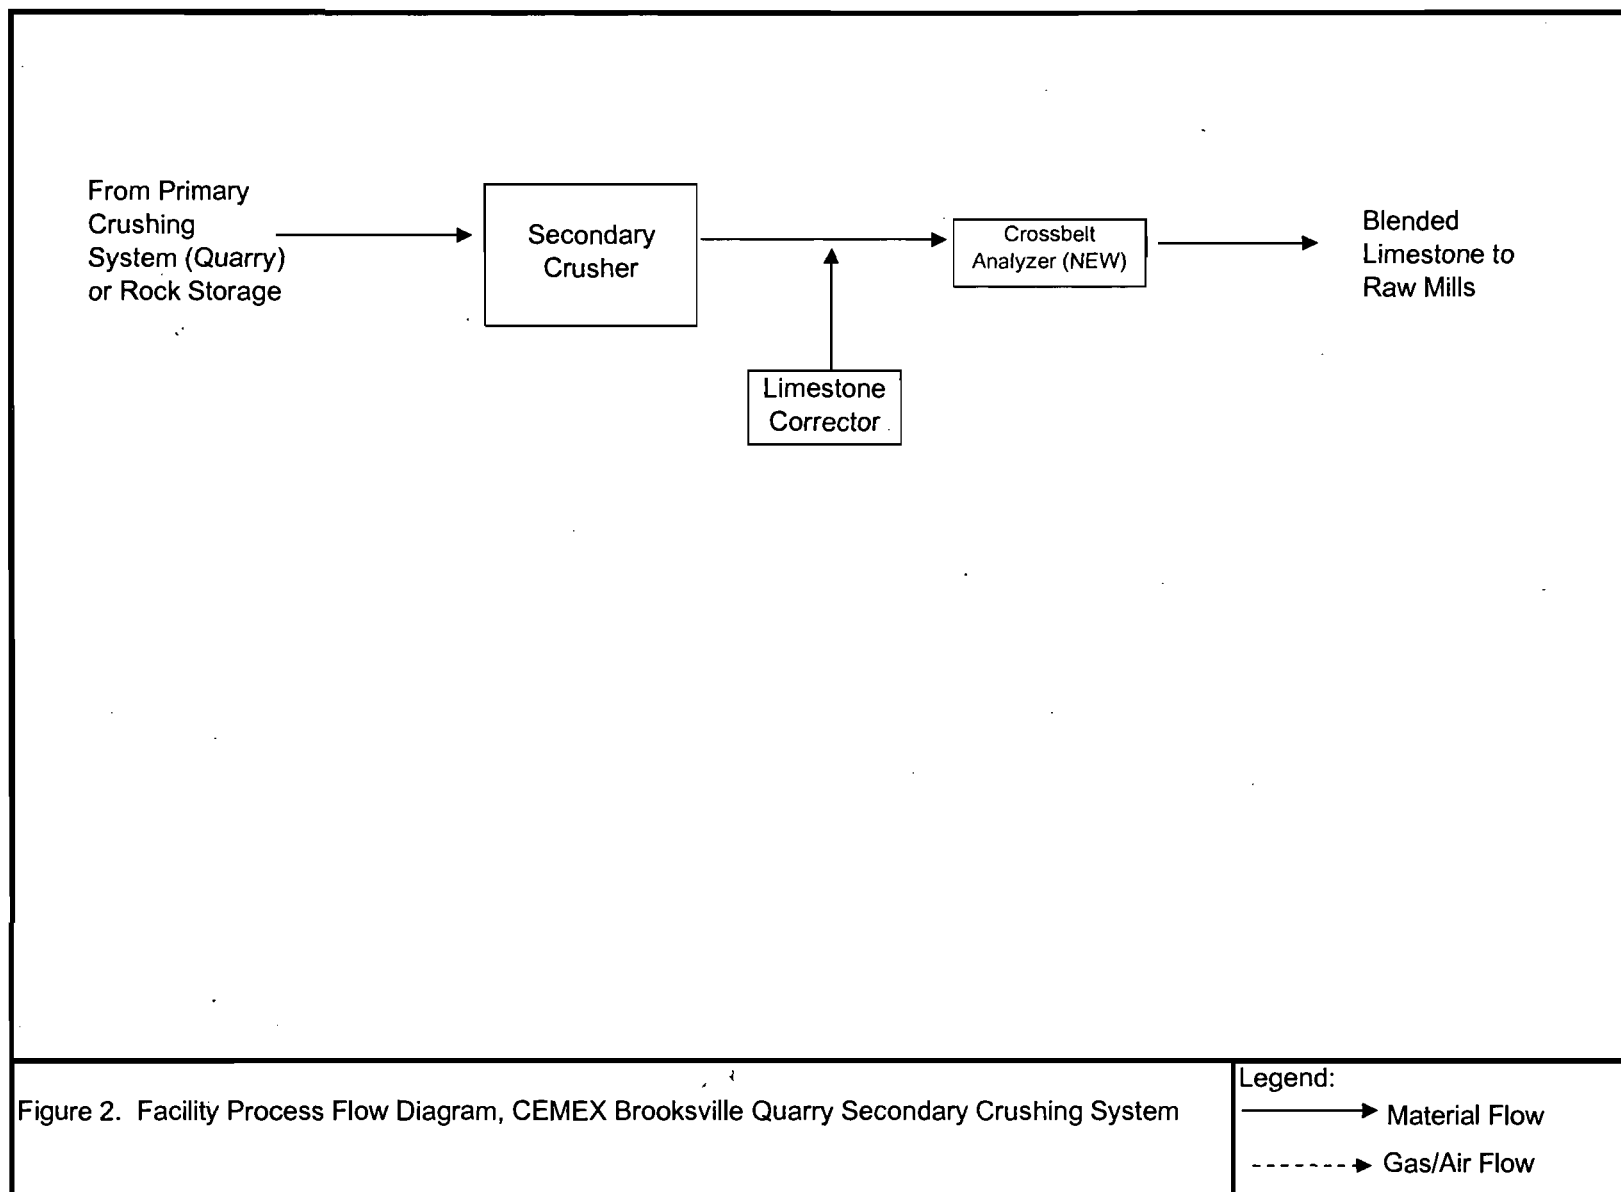 From Primary
Crushing
System (Quarry)
or Rock Storage
Secondary
Crusher
Crossbelt
Analyzer (NEW)
Blended
Limestone to
Raw Mills
Limestone
Corrector
Figure 2. Facility Process Flow Diagram, CEMEX Brooksville Quarry Secondary Crushing System
Legend:
Material Flow
Gas/Air Flow